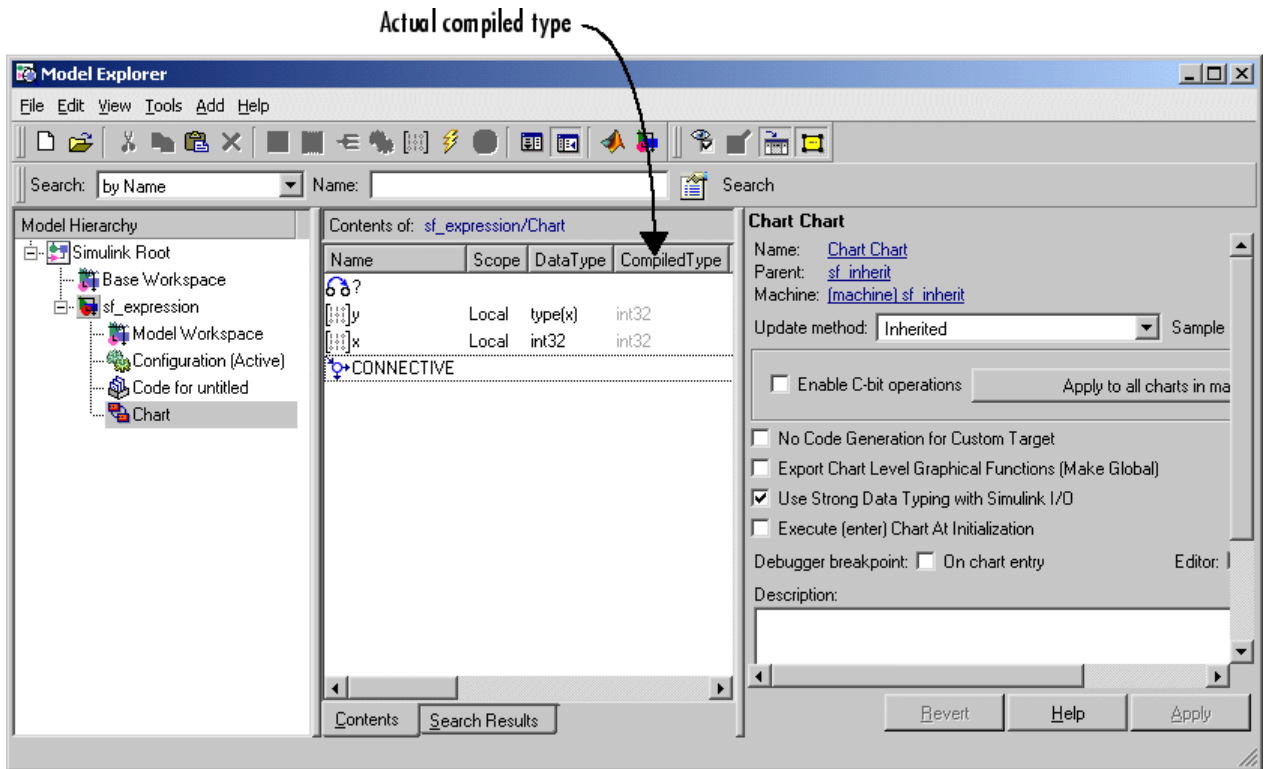 Actual compiled type
Model Explorer
File Edit View Tools Add Help
Search: by Name Name: Search
Model Hierarchy
Simulink Root
Base Workspace
sf_expression
Model Workspace
Configuration (Active)
Code for untitled
Chart
Contents of: sf_expression/Chart
Name Scope DataType CompiledType
?
y Local type(x) int32
x Local int32 int32
CONNECTIVE
Contents Search Results
Chart Chart
Name: Chart Chart
Parent: sf_inherit
Machine: (machine) sf_inherit
Update method: Inherited Sample
Enable C-bit operations Apply to all charts in ma
No Code Generation for Custom Target
Export Chart Level Graphical Functions (Make Global)
Use Strong Data Typing with Simulink I/O
Execute (enter) Chart At Initialization
Debugger breakpoint: On chart entry Editor:
Description:
Revert Help Apply